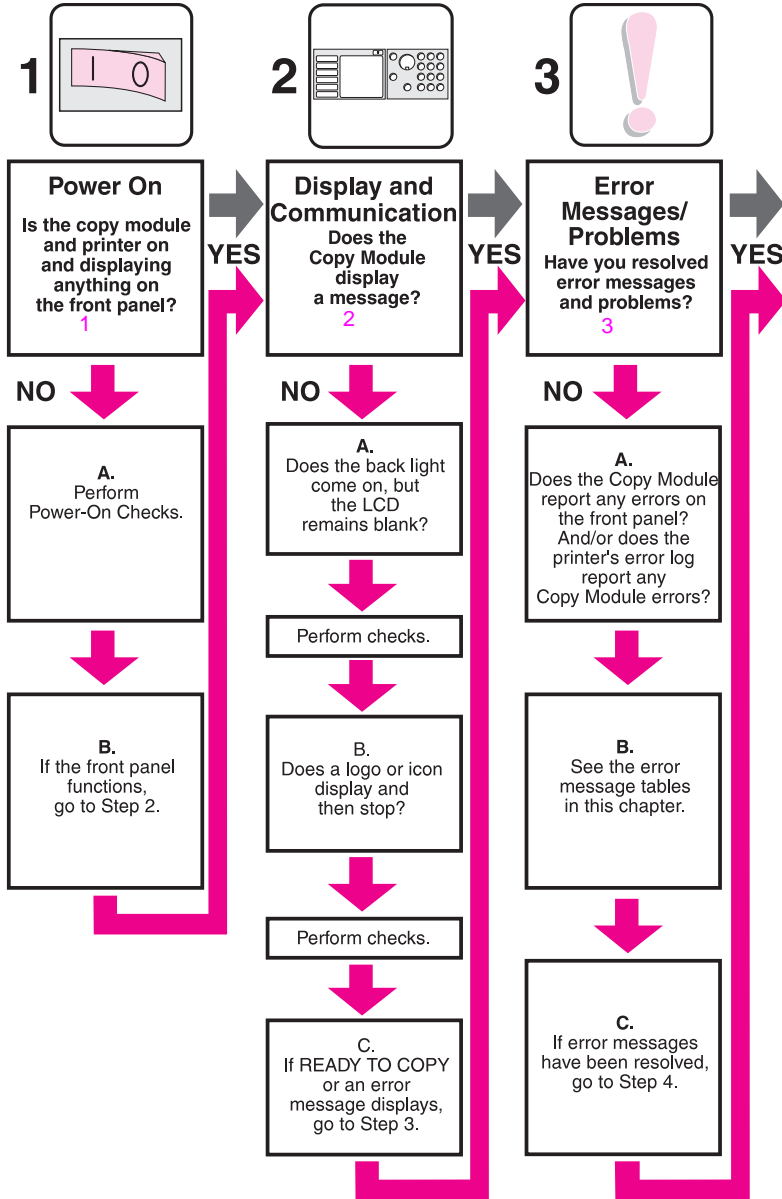 1
I O
2
3
Power On
Is the copy module
and printer on
and displaying
anything on
the front panel?
1
YES
NO
A.
Perform
Power-On Checks.
B.
If the front panel
functions,
go to Step 2.
Display and
Communication
Does the
Copy Module
display
a message?
2
YES
NO
A.
Does the back light
come on, but
the LCD
remains blank?
Perform checks.
B.
Does a logo or icon
display and
then stop?
Perform checks.
C.
If READY TO COPY
or an error
message displays,
go to Step 3.
Error
Messages/
Problems
Have you resolved
error messages
and problems?
3
YES
NO
A.
Does the Copy Module
report any errors on
the front panel?
And/or does the
printer's error log
report any
Copy Module errors?
B.
See the error
message tables
in this chapter.
C.
If error messages
have been resolved,
go to Step 4.